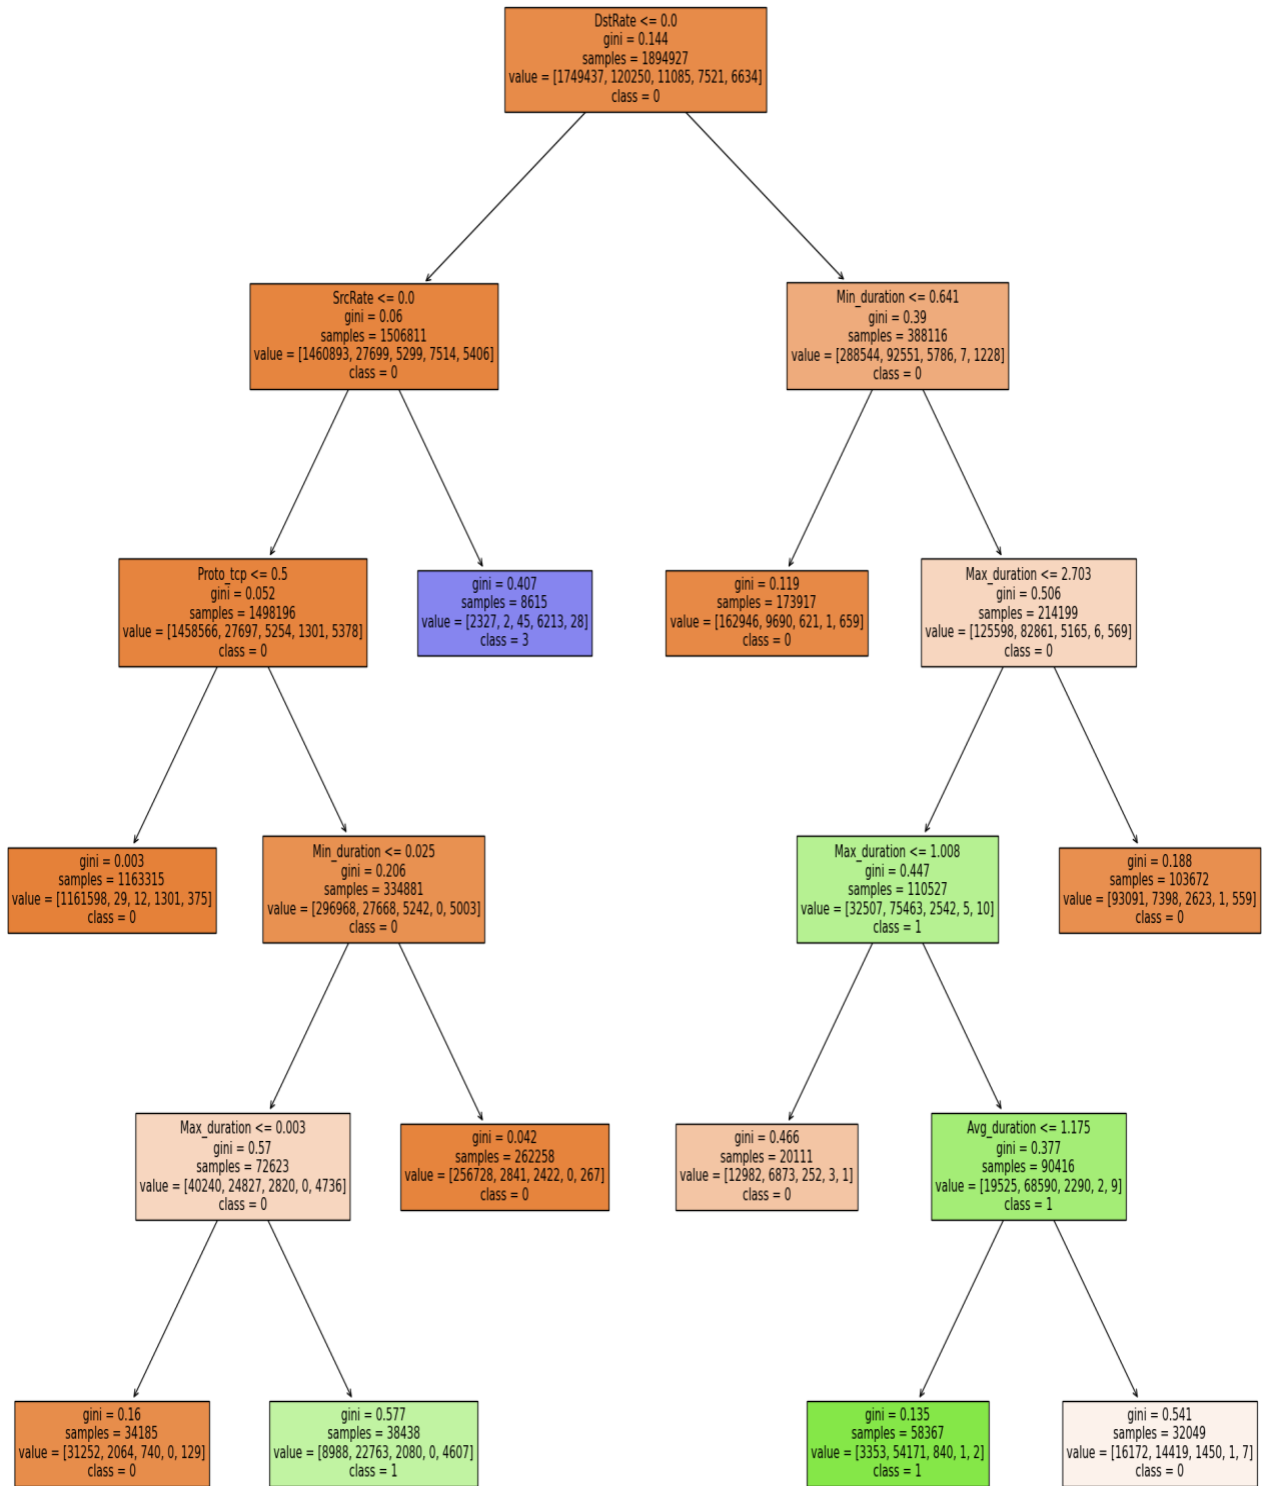 DstRate <= 0.0
gini = 0.144
samples = 1894927
value = [1749437, 120250, 11085, 7521, 6634]
class = 0
SrcRate <= 0.0
gini = 0.06
samples = 1506811
value = [1460893, 27699, 5299, 7514, 5406]
class = 0
Min_duration <= 0.641
gini = 0.39
samples = 388116
value = [288544, 92551, 5786, 7, 1228]
class = 0
Proto_tcp <= 0.5
gini = 0.052
samples = 1498196
value = [1458566, 27697, 5254, 1301, 5378]
class = 0
gini = 0.407
samples = 8615
value = [2327, 2, 45, 6213, 28]
class = 3
gini = 0.119
samples = 173917
value = [162946, 9690, 621, 1, 659]
class = 0
Max_duration <= 2.703
gini = 0.506
samples = 214199
value = [125598, 82861, 5165, 6, 569]
class = 0
gini = 0.003
samples = 1163315
value = [1161598, 29, 12, 1301, 375]
class = 0
Min_duration <= 0.025
gini = 0.206
samples = 334881
value = [296968, 27668, 5242, 0, 5003]
class = 0
Max_duration <= 1.008
gini = 0.447
samples = 110527
value = [32507, 75463, 2542, 5, 10]
class = 1
gini = 0.188
samples = 103672
value = [93091, 7398, 2623, 1, 559]
class = 0
Max_duration <= 0.003
gini = 0.57
samples = 72623
value = [40240, 24827, 2820, 0, 4736]
class = 0
gini = 0.042
samples = 262258
value = [256728, 2841, 2422, 0, 267]
class = 0
gini = 0.466
samples = 20111
value = [12982, 6873, 252, 3, 1]
class = 0
Avg_duration <= 1.175
gini = 0.377
samples = 90416
value = [19525, 68590, 2290, 2, 9]
class = 1
gini = 0.16
samples = 34185
value = [31252, 2064, 740, 0, 129]
class = 0
gini = 0.577
samples = 38438
value = [8988, 22763, 2080, 0, 4607]
class = 1
gini = 0.135
samples = 58367
value = [3353, 54171, 840, 1, 2]
class = 1
gini = 0.541
samples = 32049
value = [16172, 14419, 1450, 1, 7]
class = 0